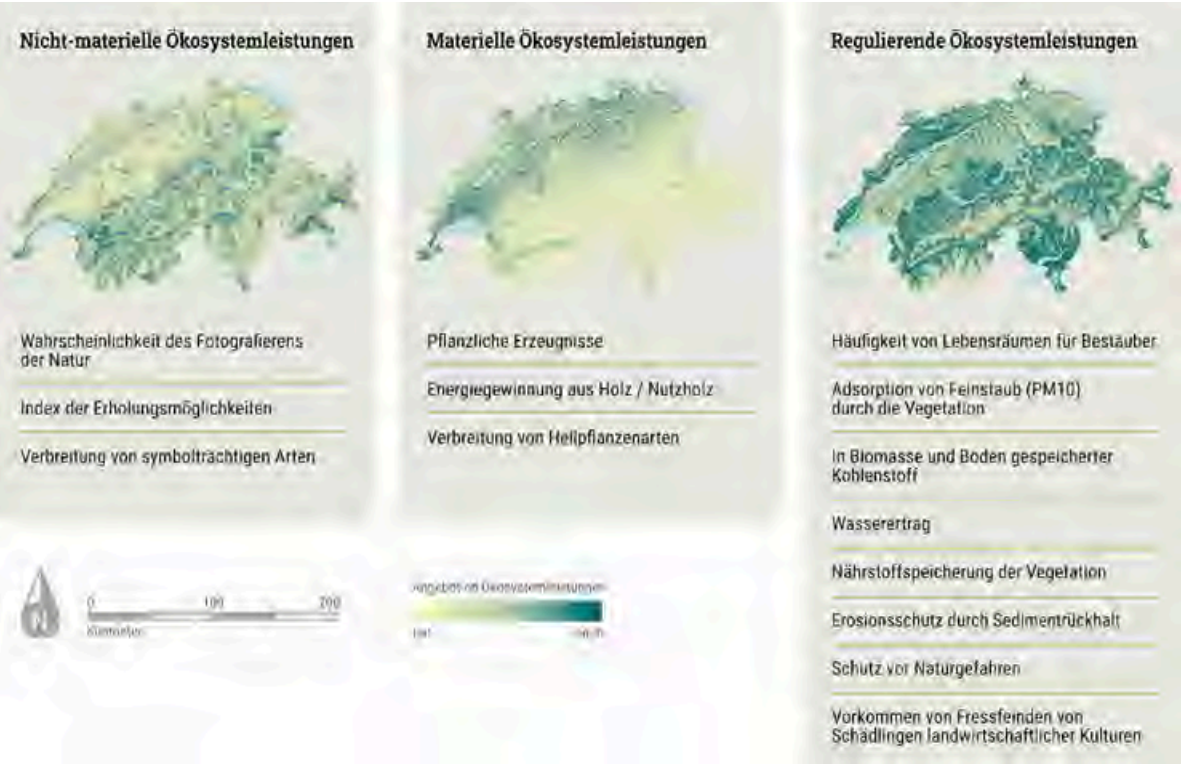 Nicht-materielle Ökosystemleistungen
Wahrscheinlichkeit des Fotografierens
der Natur
Index der Erholungsmöglichkeiten
Verbreitung von symbolträchtigen Arten
Materielle Ökosystemleistungen
Pflanzliche Erzeugnisse
Energiegewinnung aus Holz / Nutzholz
Verbreitung von Heilpflanzenarten
Regulierende Ökosystemleistungen
Häufigkeit von Lebensräumen für Bestäuber
Adsorption von Feinstaub (PM10)
durch die Vegetation
In Biomasse und Boden gespeicherter
Kohlenstoff
Wasserertrag
Nährstoffspeicherung der Vegetation
Erosionsschutz durch Sedimentrückhalt
Schutz vor Naturgefahren
Vorkommen von Fressfeinden von
Schädlingen landwirtschaftlicher Kulturen
N
0 100 200
Kilometer
Angebot an Ökosystemleistungen